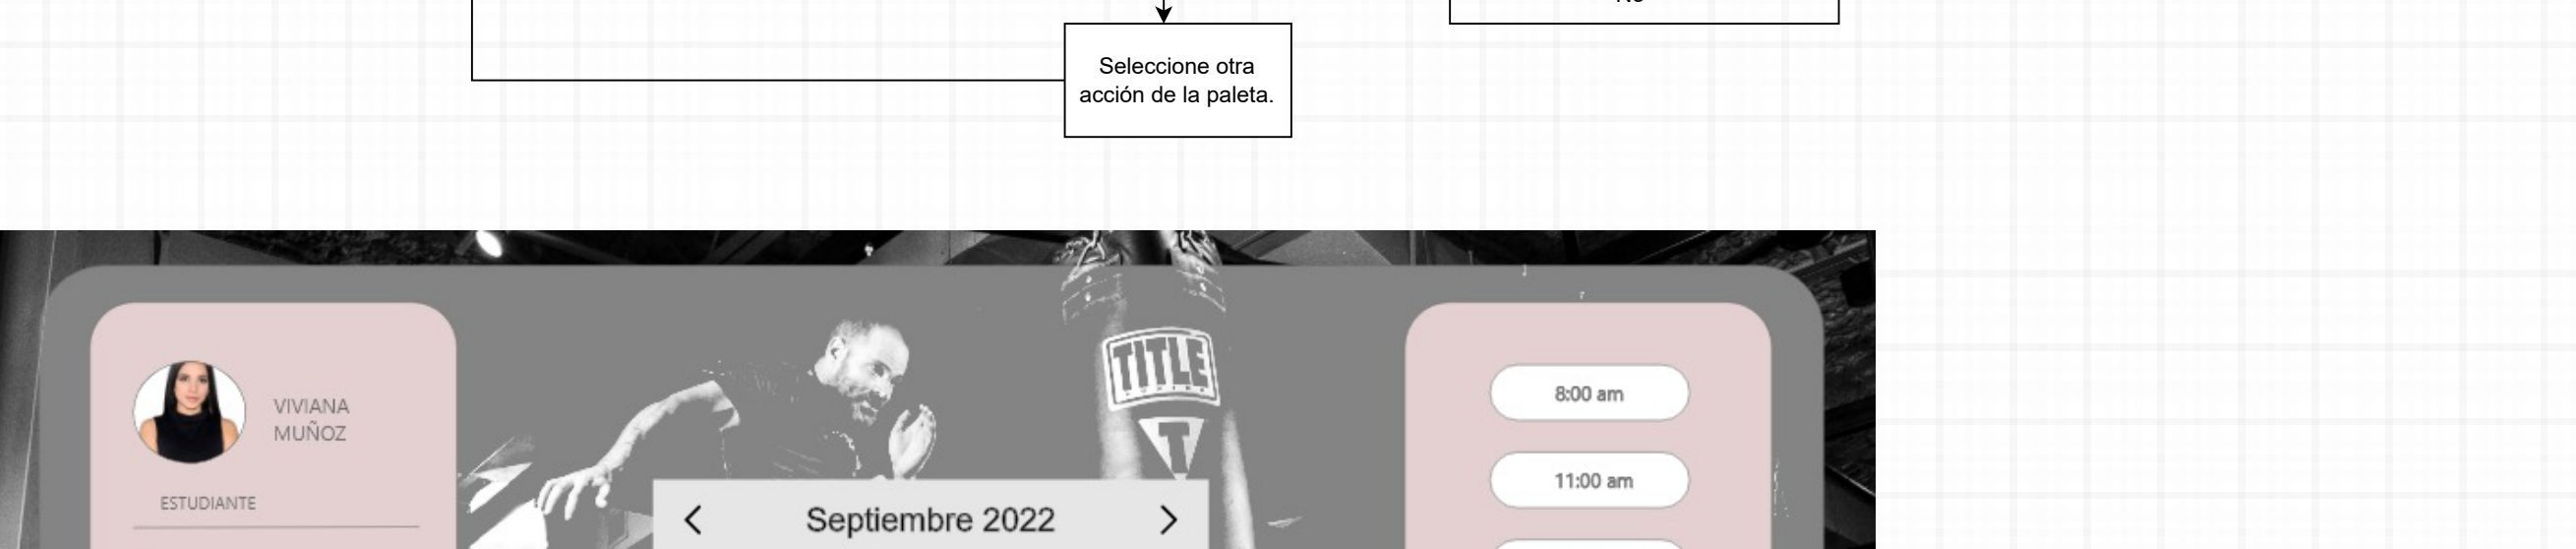 Seleccione otra
acción de la paleta.
TITLE
T
VIVIANA
MUÑOZ
ESTUDIANTE
Septiembre 2022
8:00 am
11:00 am